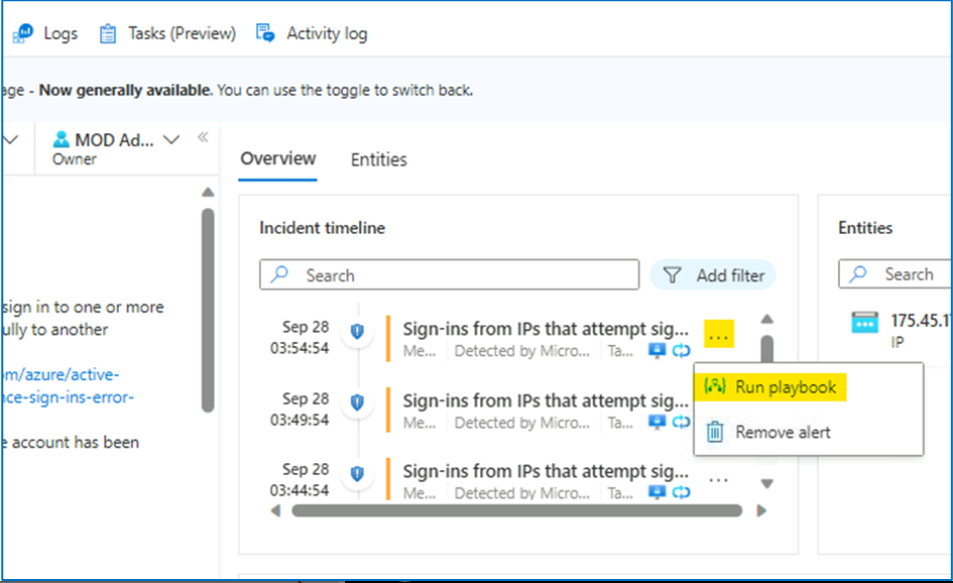 Logs Tasks (Preview) Activity log
age - Now generally available. You can use the toggle to switch back.
MOD Ad...
Owner
sign in to one or more
ully to another
om/azure/active-
nce-sign-ins-error-
e account has been
Overview Entities
Incident timeline
Search Add filter
Sep 28 Sign-ins from IPs that attempt sig... ...
03:54:54 Me... Detected by Micro... Ta...
Run playbook
Remove alert
Sep 28 Sign-ins from IPs that attempt sig...
03:49:54 Me... Detected by Micro... Ta...
Sep 28 Sign-ins from IPs that attempt sig... ...
03:44:54 Me... Detected by Micro... Ta...
Entities
Search
175.45.1
IP